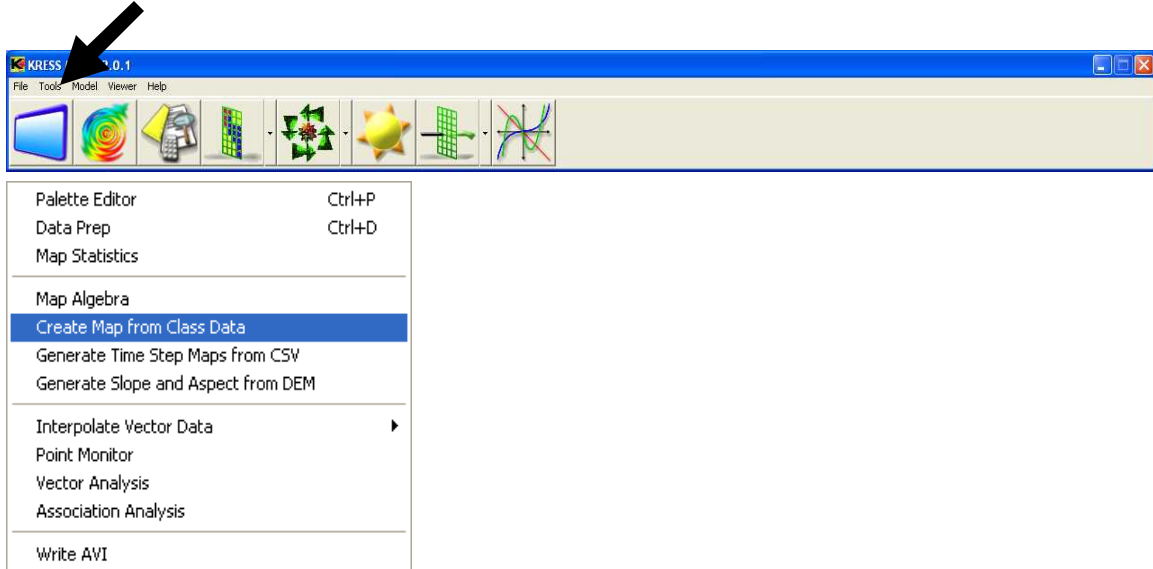 KRESS .0.1
File Tools Model Viewer Help
Palette Editor Ctrl+P
Data Prep Ctrl+D
Map Statistics
Map Algebra
Create Map from Class Data
Generate Time Step Maps from CSV
Generate Slope and Aspect from DEM
Interpolate Vector Data
Point Monitor
Vector Analysis
Association Analysis
Write AVI